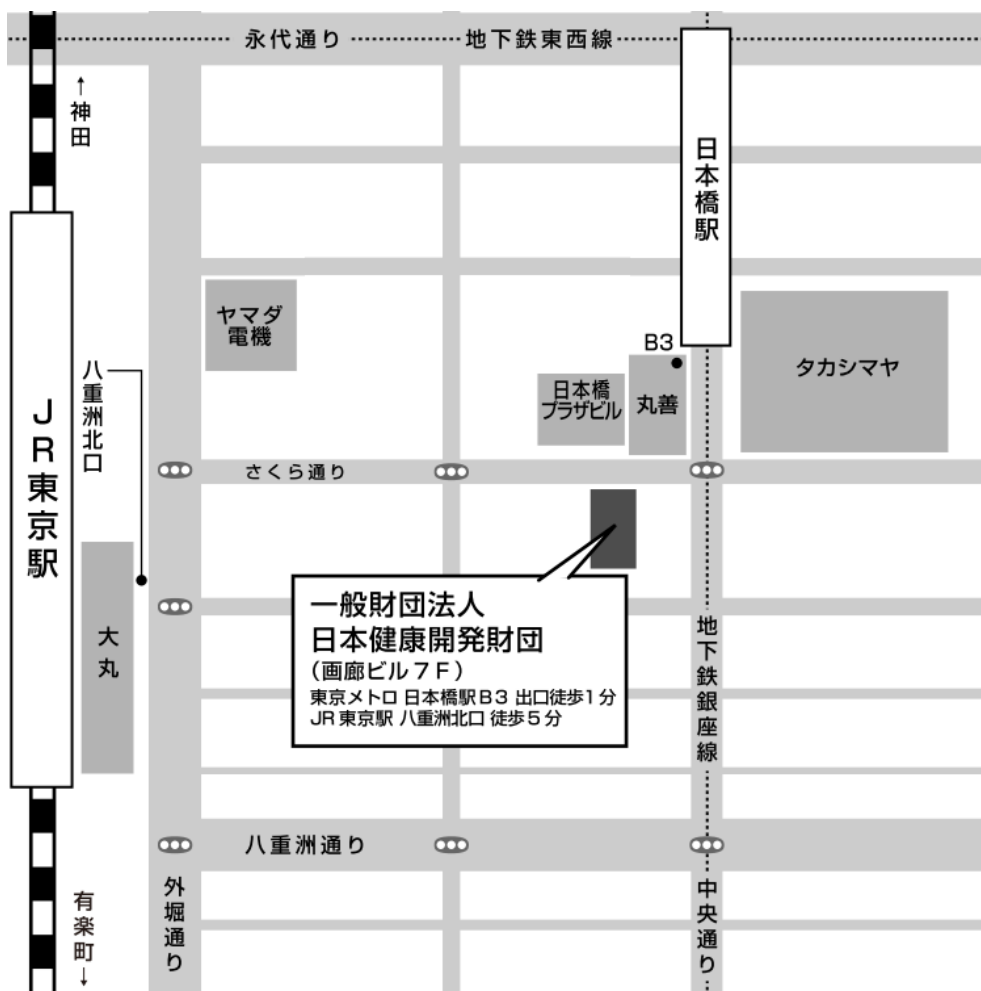 永代通り
地下鉄東西線
↑神田
日本橋駅
ヤマダ
電機
B3
タカシマヤ
八重洲北口
日本橋
プラザビル
丸善
JR東京駅
さくら通り
一般財団法人
日本健康開発財団
(画廊ビル7F)
東京メトロ 日本橋駅B3 出口徒歩1分
JR東京駅 八重洲北口 徒歩5分
大丸
地下鉄銀座線
八重洲通り
外堀通り
中央通り
有楽町↓